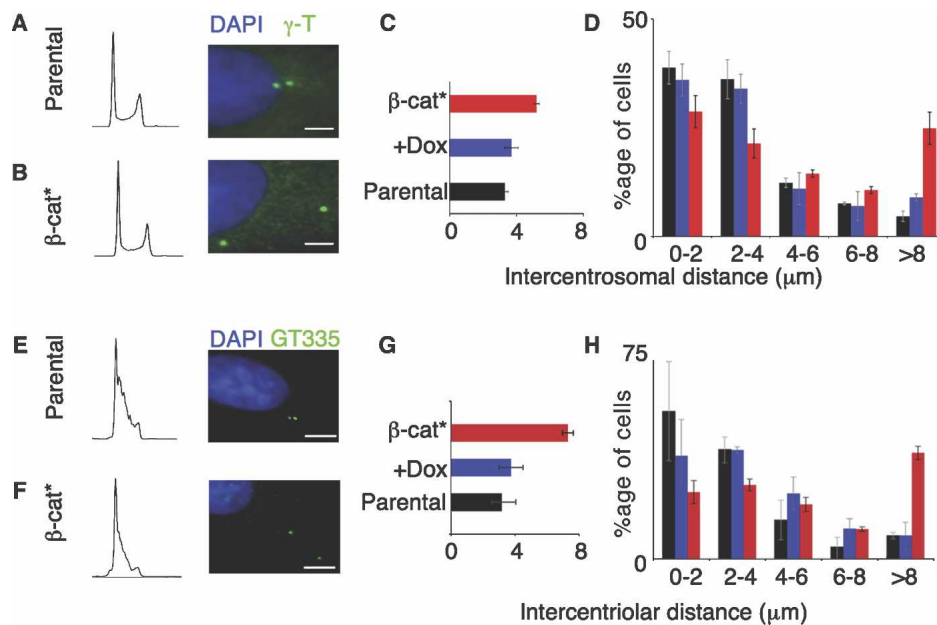 A
Parental
DAPI γ-T
C
β-cat*
+Dox
Parental
0 4 8
D
50
%age of cells
0
0-2 2-4 4-6 6-8 >8
B
β-cat*
Intercentrosomal distance (μm)
E
Parental
DAPI GT335
G
β-cat*
+Dox
Parental
0 4 8
H
75
%age of cells
0
0-2 2-4 4-6 6-8 >8
F
β-cat*
Intercentriolar distance (μm)